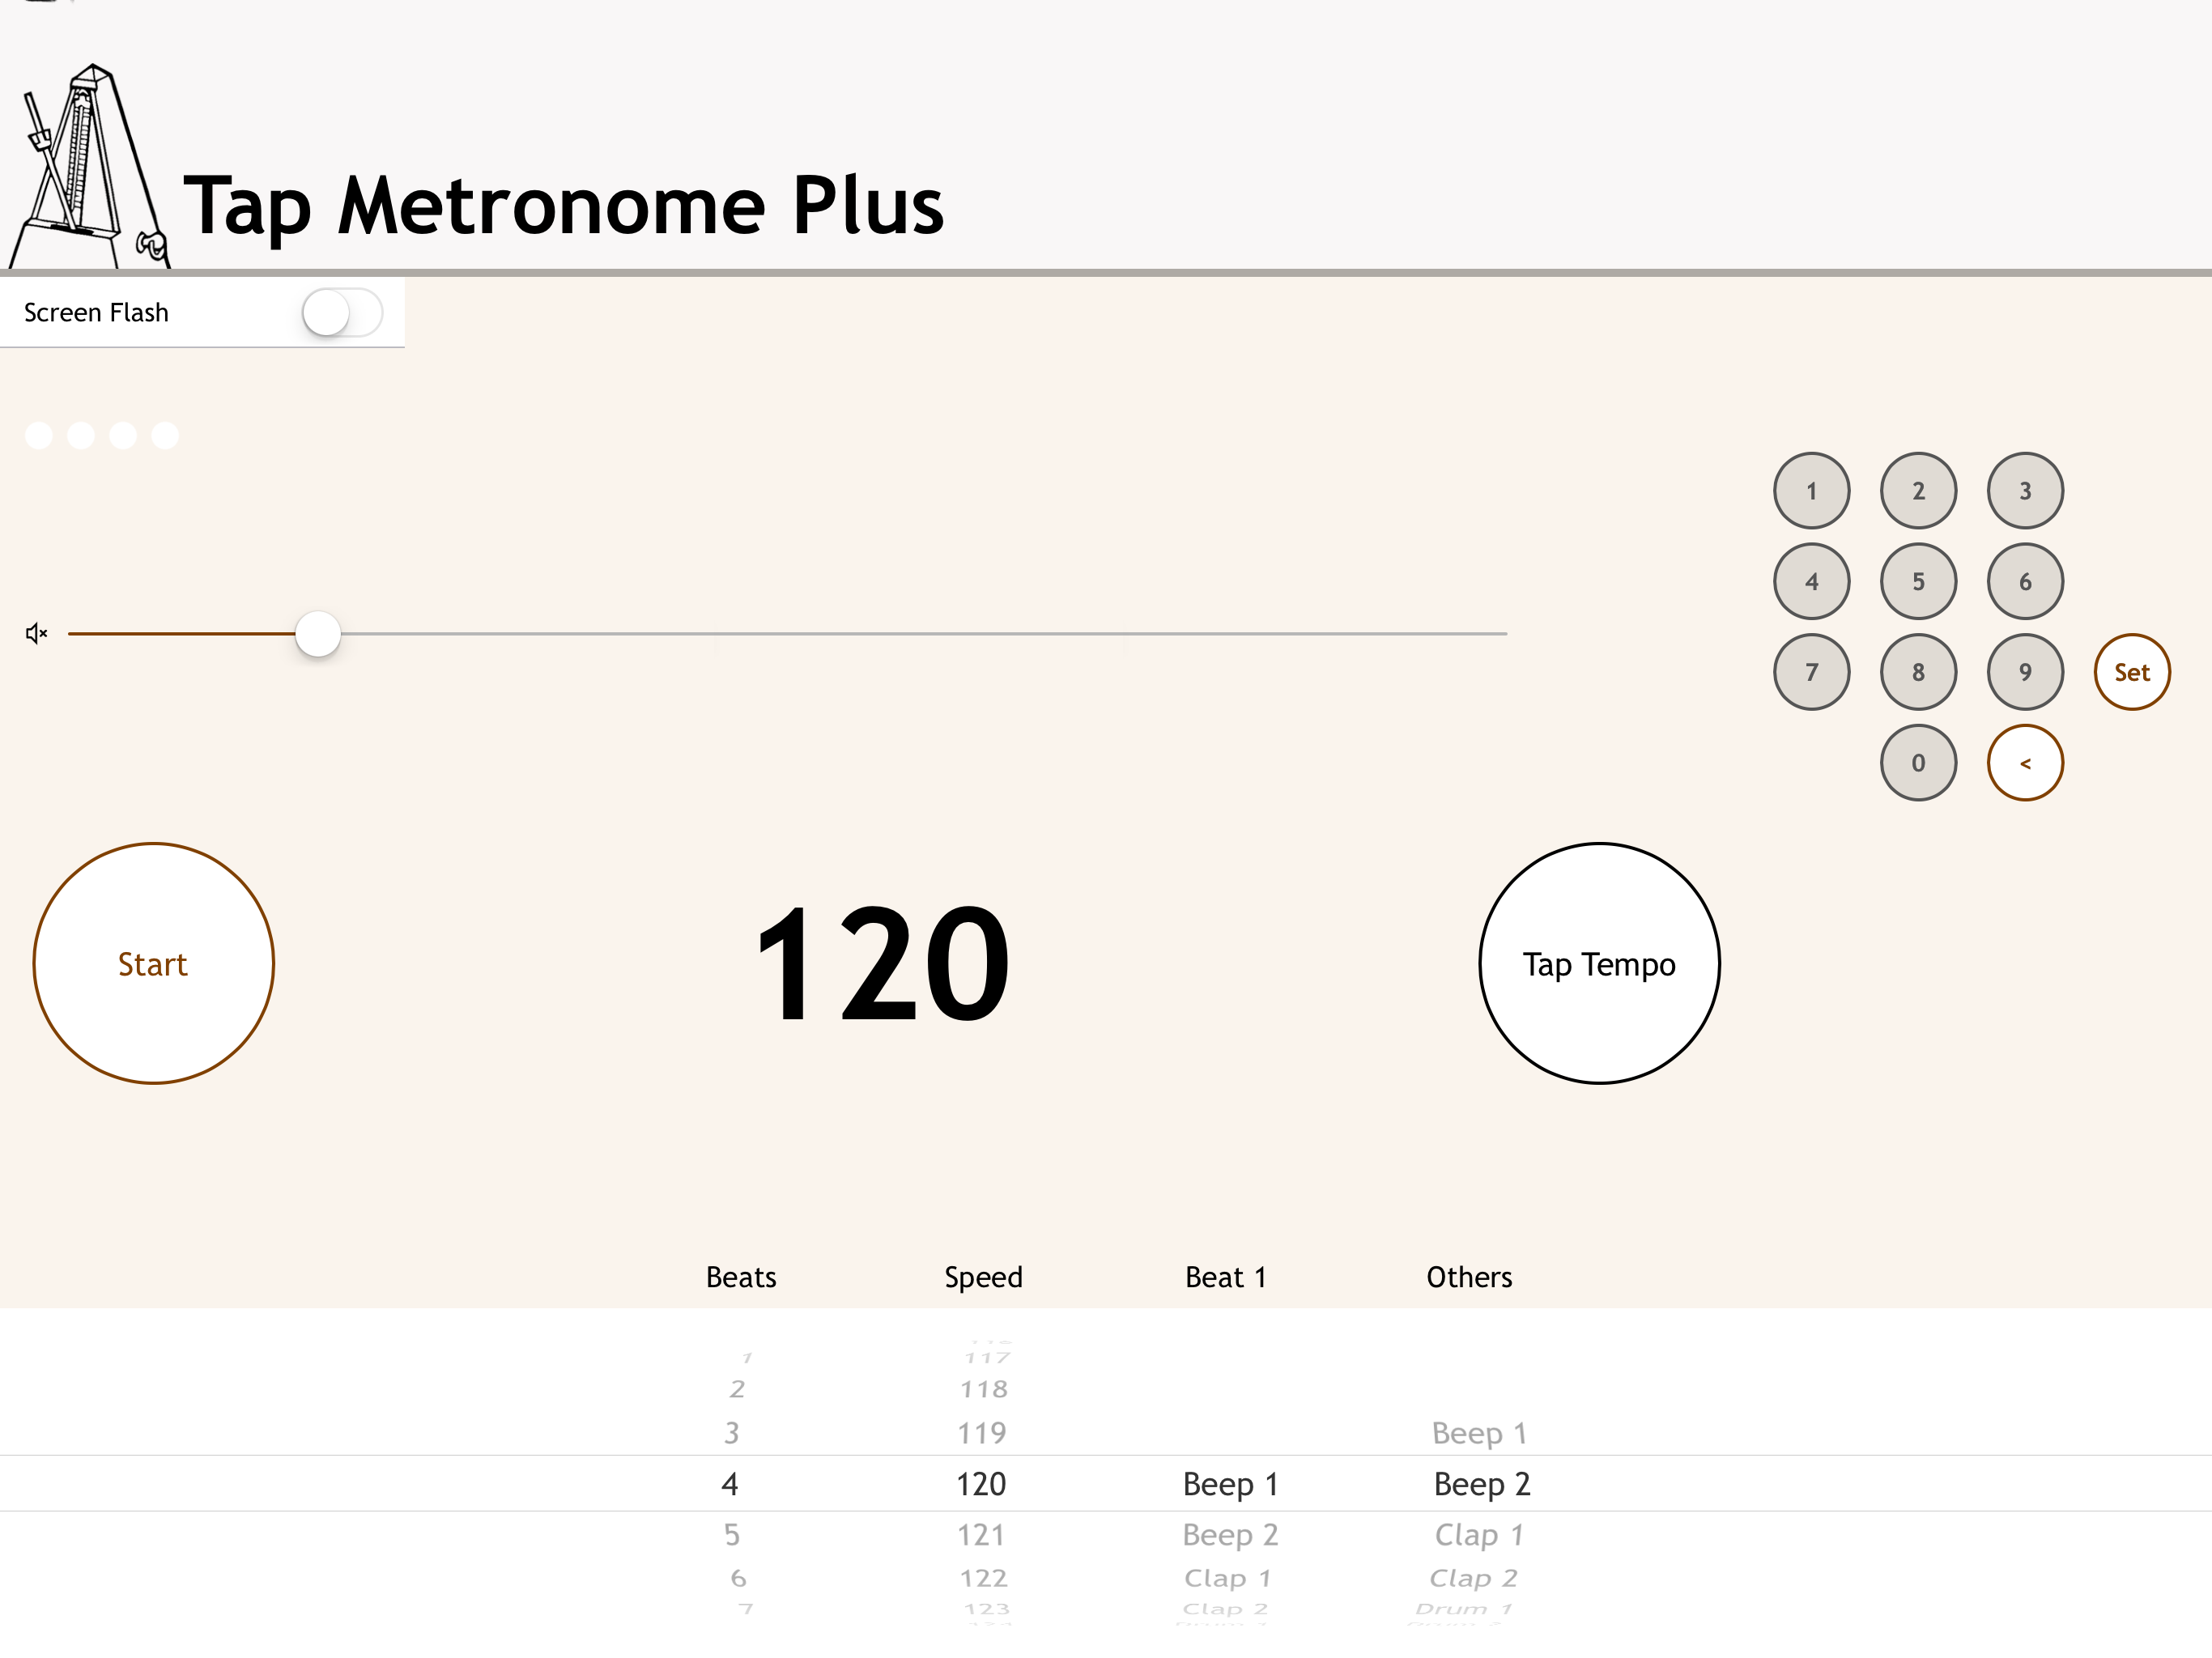 Tap Metronome Plus
Screen Flash
1 2 3
4 5 6
7 8 9 Set
0 <
Start 120 Tap Tempo
Beats Speed Beat 1 Others
1 117
2 118
3 119 Beep 1
4 120 Beep 1 Beep 2
5 121 Beep 2 Clap 1
6 122 Clap 1 Clap 2
7 123 Clap 2 Drum 1